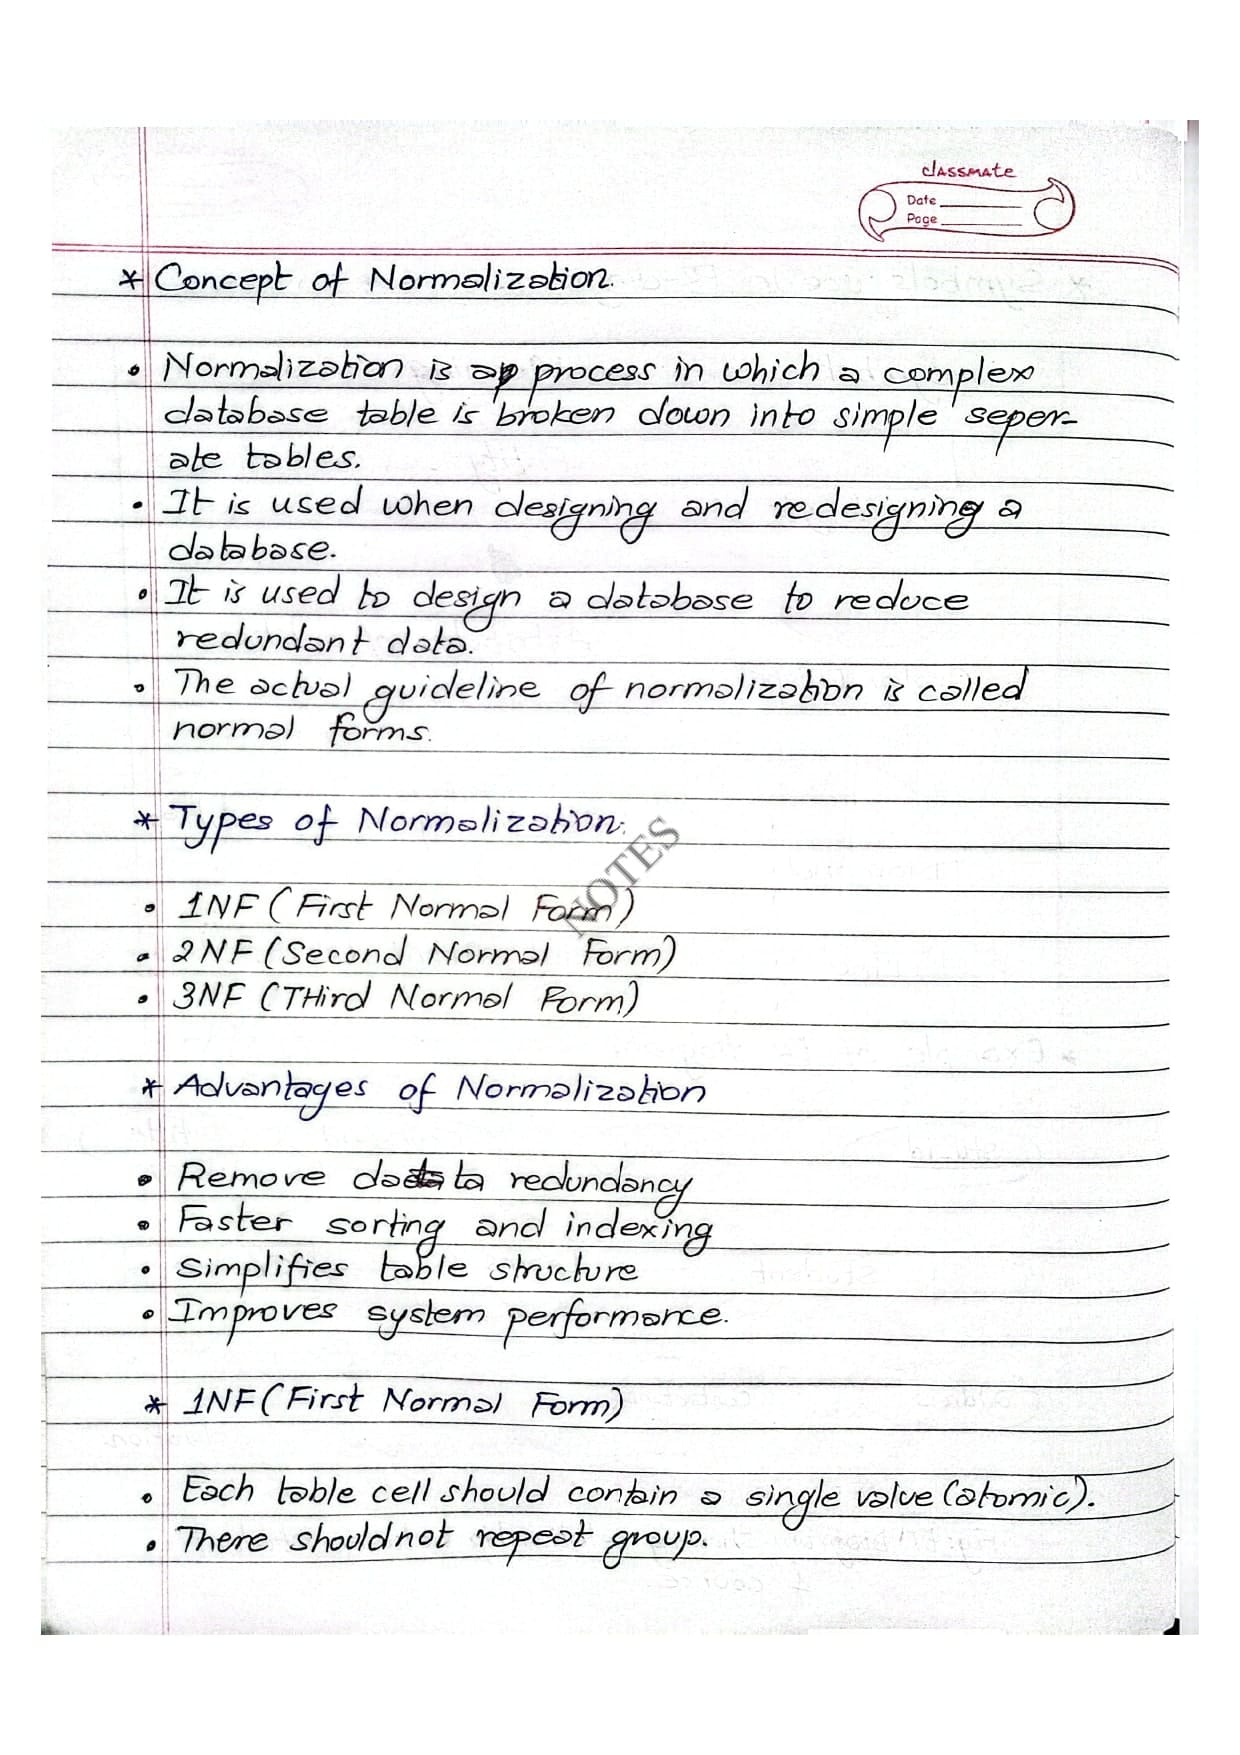 classmate
Date
Page
* Concept of Normalization.
• Normalization is a process in which a complex
database table is broken down into simple seper-
ate tables.
• It is used when designing and redesigning a
database.
• It is used to design a database to reduce
redundant data.
• The actual guideline of normalization is called
normal forms.
* Types of Normalization.
NOTES
• 1NF (First Normal Form)
• 2NF (Second Normal Form)
• 3NF (THird Normal Form)
* Advantages of Normalization
• Remove data redundancy
• Faster sorting and indexing
• Simplifies table structure
• Improves system performance.
* 1NF (First Normal Form)
• Each table cell should contain a single value (atomic).
• There should not repeat group.